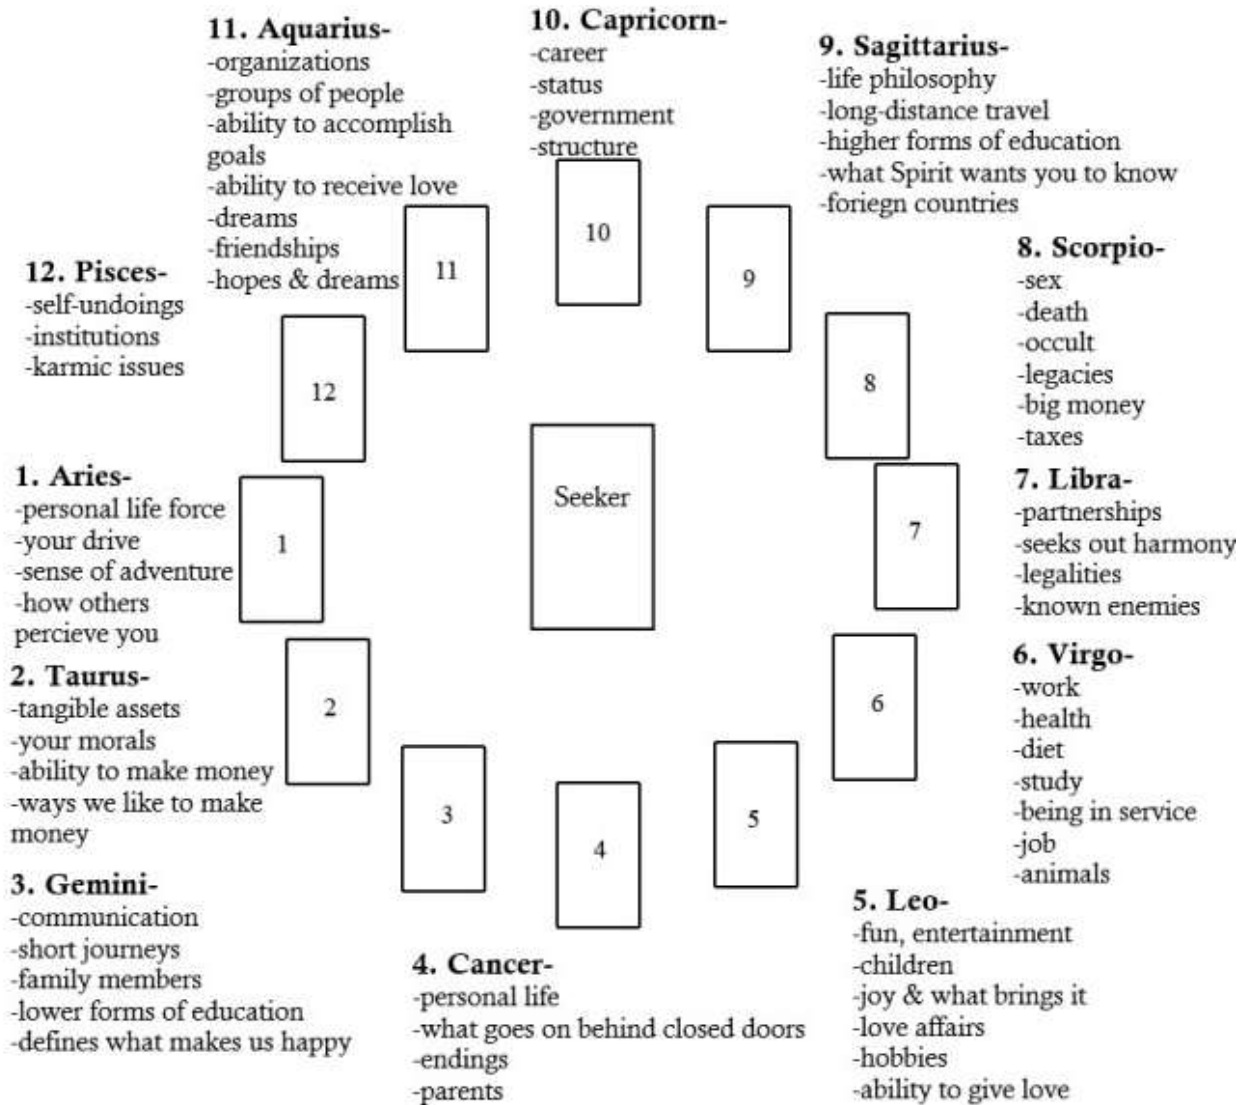 11. Aquarius-
-organizations
-groups of people
-ability to accomplish
goals
-ability to receive love
-dreams
-friendships
-hopes & dreams
10. Capricorn-
-career
-status
-government
-structure
9. Sagittarius-
-life philosophy
-long-distance travel
-higher forms of education
-what Spirit wants you to know
-foriegn countries
12. Pisces-
-self-undoings
-institutions
-karmic issues
8. Scorpio-
-sex
-death
-occult
-legacies
-big money
-taxes
10
11
9
12
8
Seeker
1
7
2
6
3
4
5
1. Aries-
-personal life force
-your drive
-sense of adventure
-how others
percieve you
7. Libra-
-partnerships
-seeks out harmony
-legalities
-known enemies
2. Taurus-
-tangible assets
-your morals
-ability to make money
-ways we like to make
money
6. Virgo-
-work
-health
-diet
-study
-being in service
-job
-animals
3. Gemini-
-communication
-short journeys
-family members
-lower forms of education
-defines what makes us happy
4. Cancer-
-personal life
-what goes on behind closed doors
-endings
-parents
5. Leo-
-fun, entertainment
-children
-joy & what brings it
-love affairs
-hobbies
-ability to give love